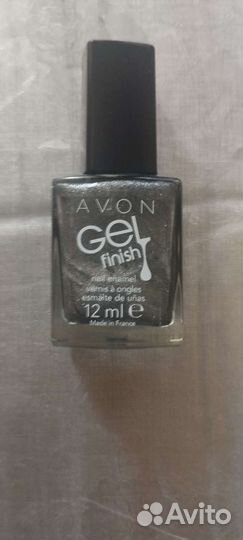 AVON
Gel
finish
nail enamel
vernis à ongles
esmalte de uñas
12 ml e
Made in France
Avito